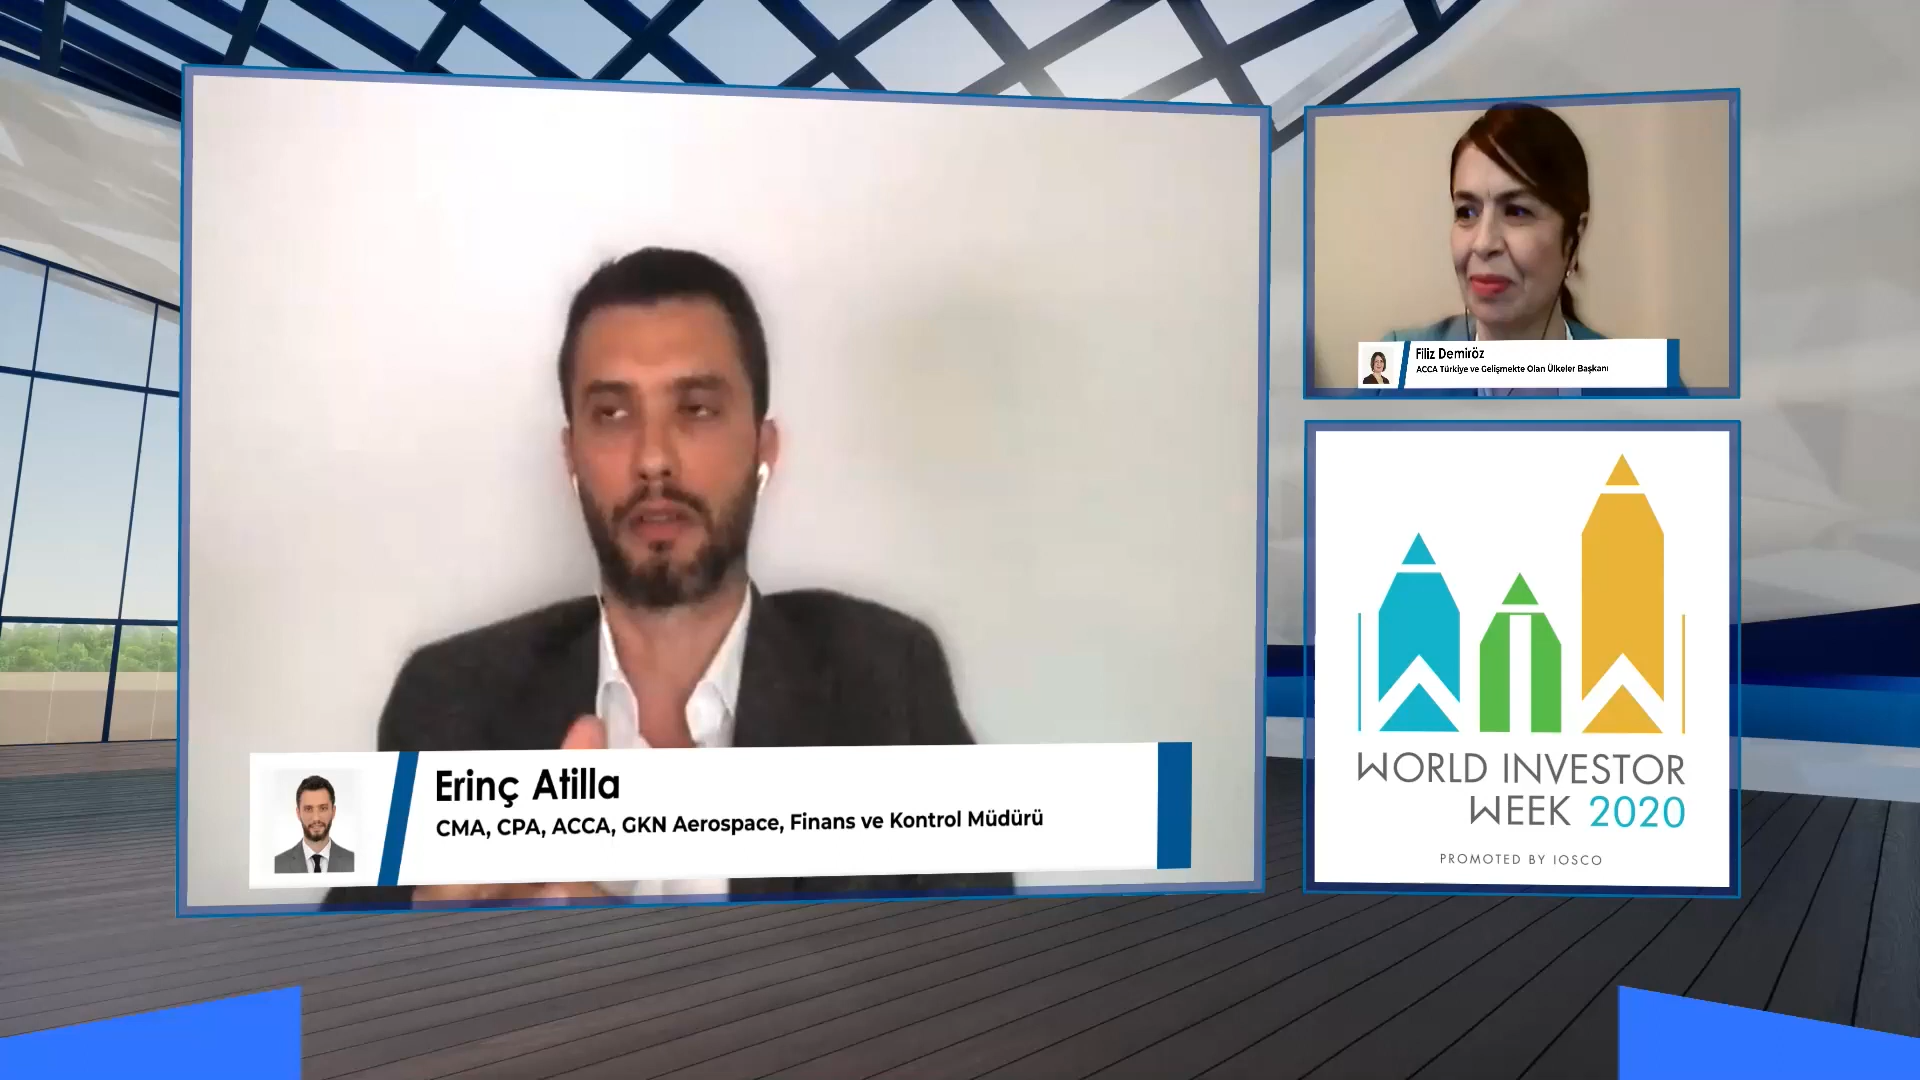 Erinç Atilla
CMA, CPA, ACCA, GKN Aerospace, Finans ve Kontrol Müdürü
Filiz Demiröz
ACCA Türkiye ve Gelişmekte Olan Ülkeler Başkanı
WORLD INVESTOR
WEEK 2020
PROMOTED BY IOSCO